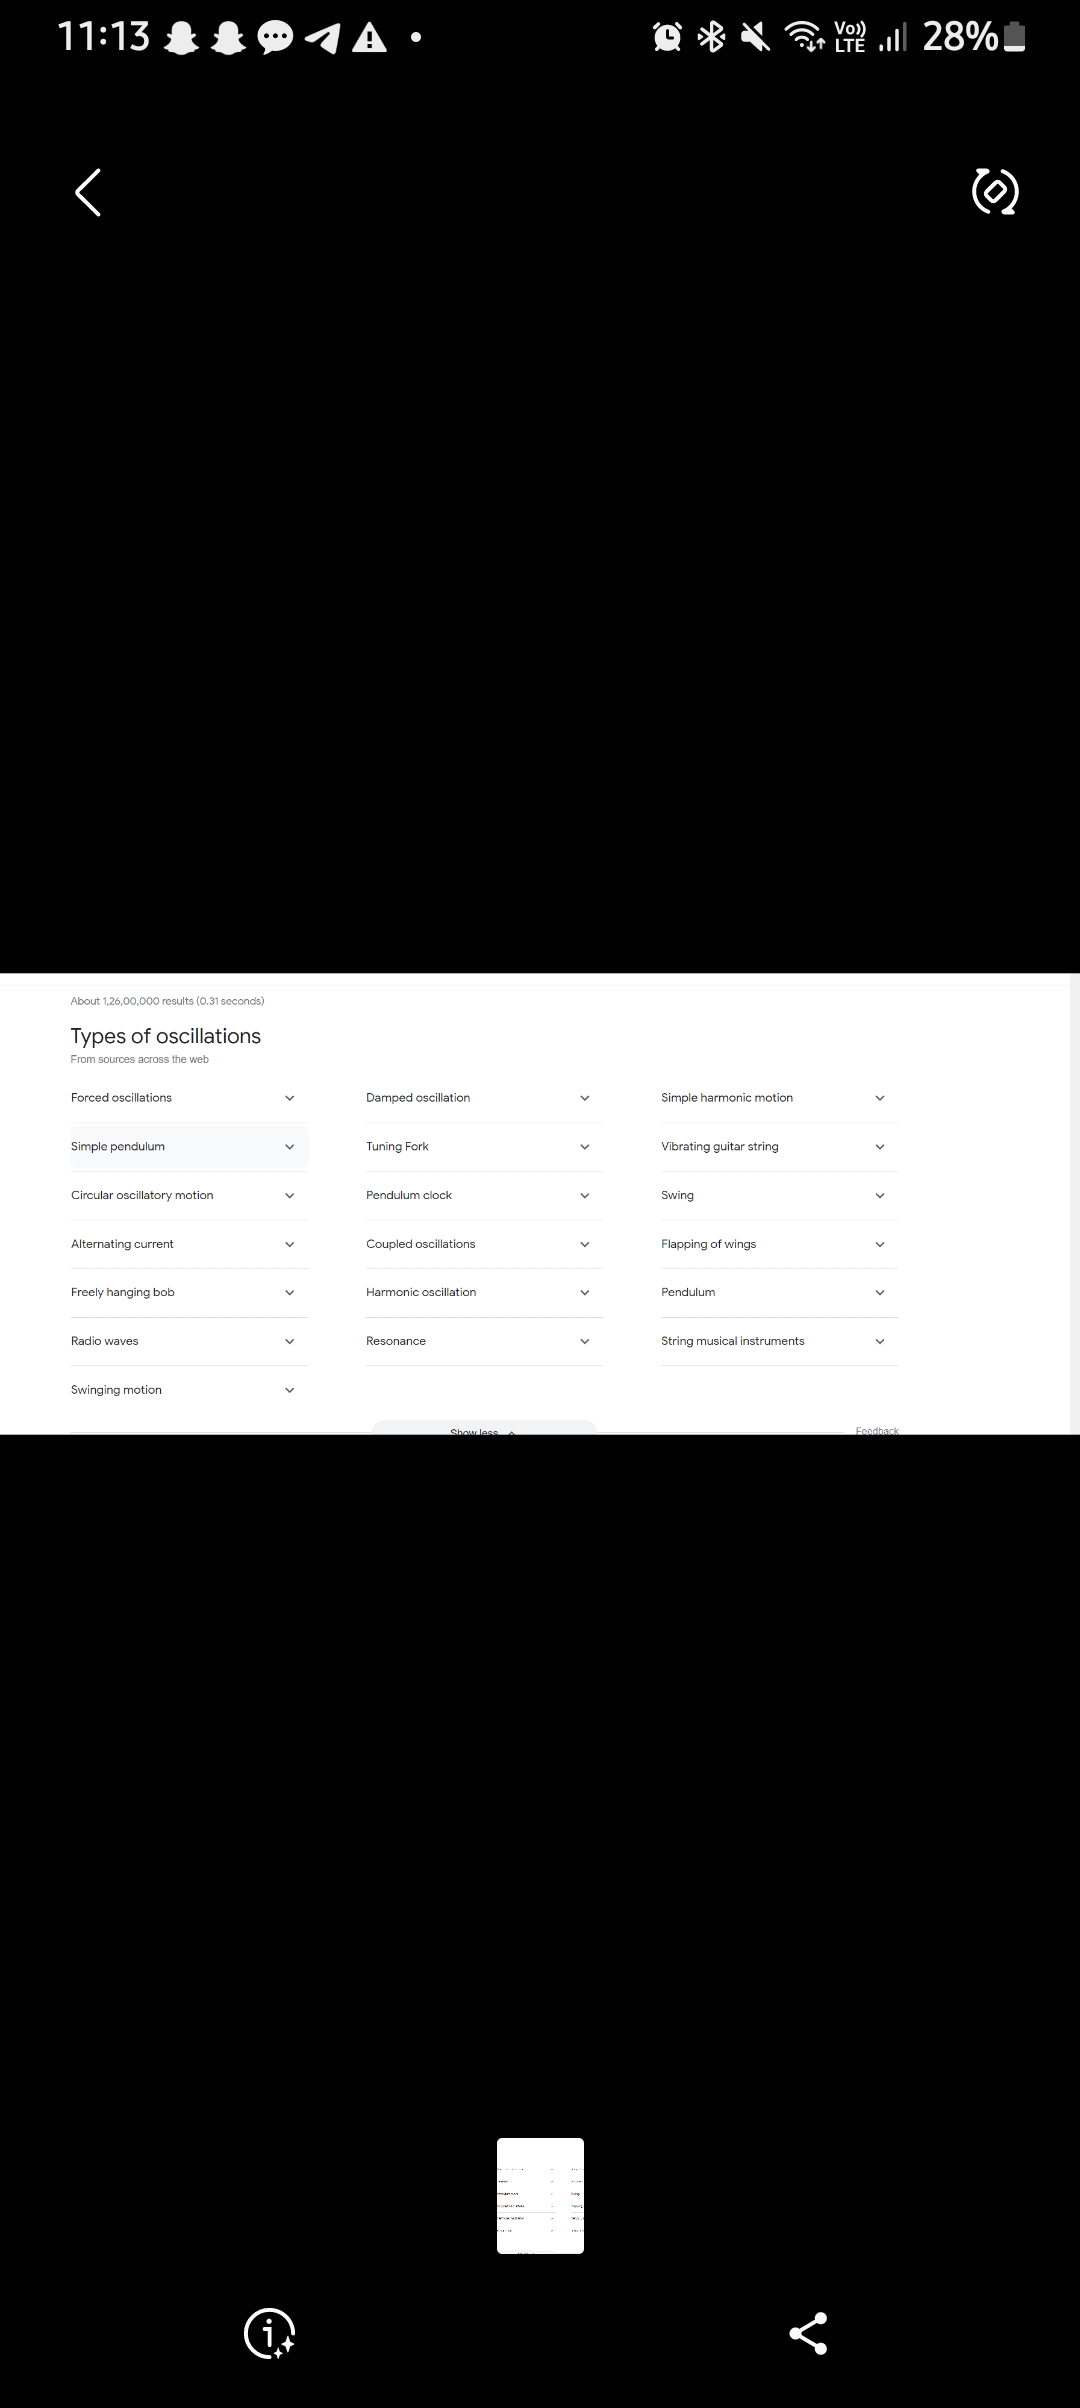 11:13
Vo)) LTE
28%
About 1,26,00,000 results (0.31 seconds)
Types of oscillations
From sources across the web
Forced oscillations
Damped oscillation
Simple harmonic motion
Simple pendulum
Tuning Fork
Vibrating guitar string
Circular oscillatory motion
Pendulum clock
Swing
Alternating current
Coupled oscillations
Flapping of wings
Freely hanging bob
Harmonic oscillation
Pendulum
Radio waves
Resonance
String musical instruments
Swinging motion
Show less
Feedback